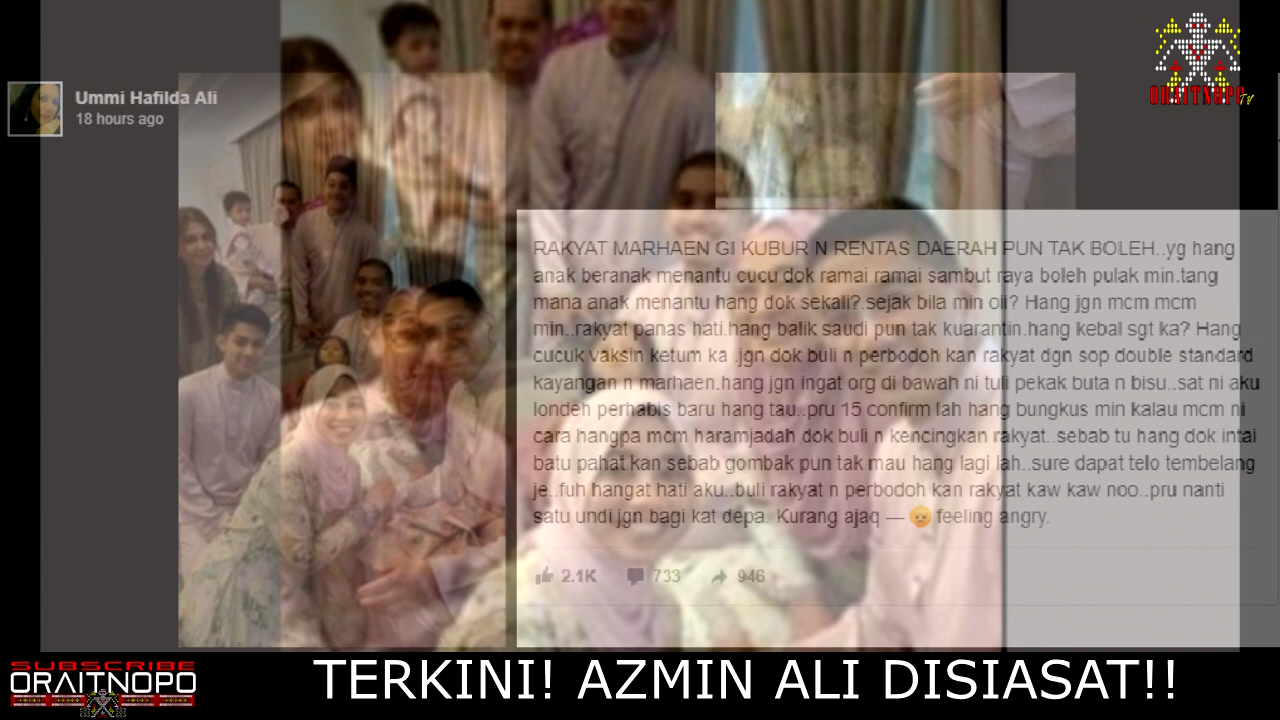 Ummi Hafilda Ali
18 hours ago
ORAITNOPO TV
RAKYAT MARHAEN GI KUBUR N RENTAS DAERAH PUN TAK BOLEH..yg hang
anak beranak menantu cucu dok ramai ramai sambut raya boleh pulak min.tang
mana anak menantu hang dok sekali?.sejak bila min oii? Hang jgn mcm mcm
min..rakyat panas hati.hang balik saudi pun tak kuarantin.hang kebal sgt ka? Hang
cucuk vaksin ketum ka .jgn dok buli n perbodoh kan rakyat dgn sop double standard
kayangan n marhaen.hang jgn ingat org di bawah ni tuli pekak buta n bisu..sat ni aku
londeh perhabis baru hang tau..pru 15 confirm lah hang bungkus min kalau mcm ni
cara hangpa mcm haramjadah dok buli n kencingkan rakyat..sebab tu hang dok intai
batu pahat kan sebab gombak pun tak mau hang lagi lah..sure dapat telo tembelang
je..fuh hangat hati aku..buli rakyat n perbodoh kan rakyat kaw kaw noo..pru nanti
satu undi jgn bagi kat depa. Kurang ajaq — 😡 feeling angry.
2.1K 733 946
SUBSCRIBE
ORAITNOPO
TERKINI! AZMIN ALI DISIASAT!!